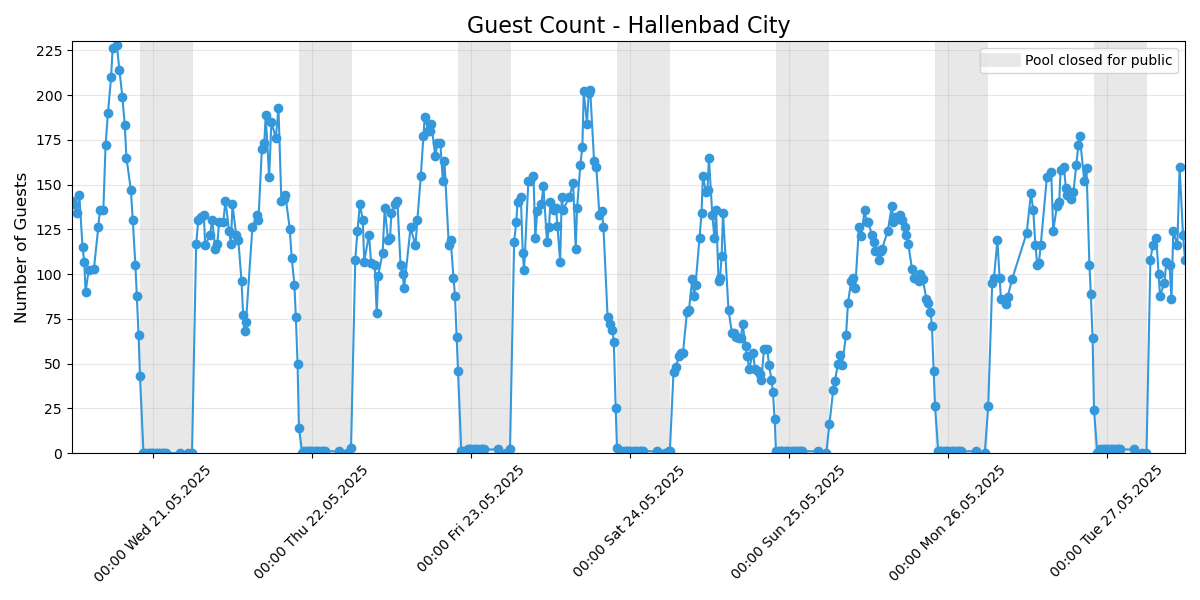 Guest Count - Hallenbad City
Pool closed for public
Number of Guests
225
200
175
150
125
100
75
50
25
0
00:00 Wed 21.05.2025
00:00 Thu 22.05.2025
00:00 Fri 23.05.2025
00:00 Sat 24.05.2025
00:00 Sun 25.05.2025
00:00 Mon 26.05.2025
00:00 Tue 27.05.2025